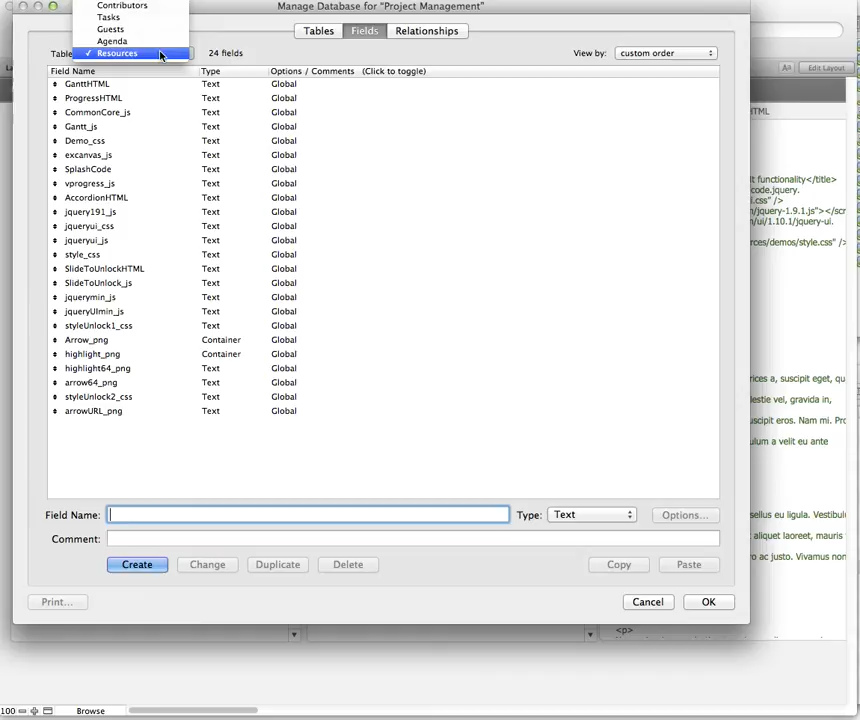 Contributors
Manage Database for “Project Management”
Tasks
Guests
Agenda
✓ Resources
Tables Fields Relationships
Table
24 fields
View by: custom order
Edit Layout
Field Name Type Options / Comments (Click to toggle)
GanttHTML Text Global
ProgressHTML Text Global
CommonCore_js Text Global
Gantt_js Text Global
Demo_css Text Global
excanvas_js Text Global
SplashCode Text Global
vprogress_js Text Global
AccordionHTML Text Global
jquery191_js Text Global
jqueryui_css Text Global
jqueryui_js Text Global
style_css Text Global
SlideToUnlockHTML Text Global
SlideToUnlock_js Text Global
jquerymin_js Text Global
jqueryUImin_js Text Global
styleUnlock1_css Text Global
Arrow_png Container Global
highlight_png Container Global
highlight64_png Text Global
arrow64_png Text Global
styleUnlock2_css Text Global
arrowURL_png Text Global
HTML
lt functionality</title>
code.jquery.
l.css" />
n/jquery-1.9.1.js"></scr
n/ui/1.10.1/jquery-ui.
rces/demos/style.css" />
rices a, suscipit eget, qu
lestie vel, gravida in,
suscipit eros. Nam mi. Pro
ulum a velit eu ante
sellus eu ligula. Vestibulu
aliquet laoreet, mauris
o ac justo. Vivamus non
<p>
Field Name: Type: Text Options...
Comment:
Create Change Duplicate Delete Copy Paste
Print... Cancel OK
100 Browse